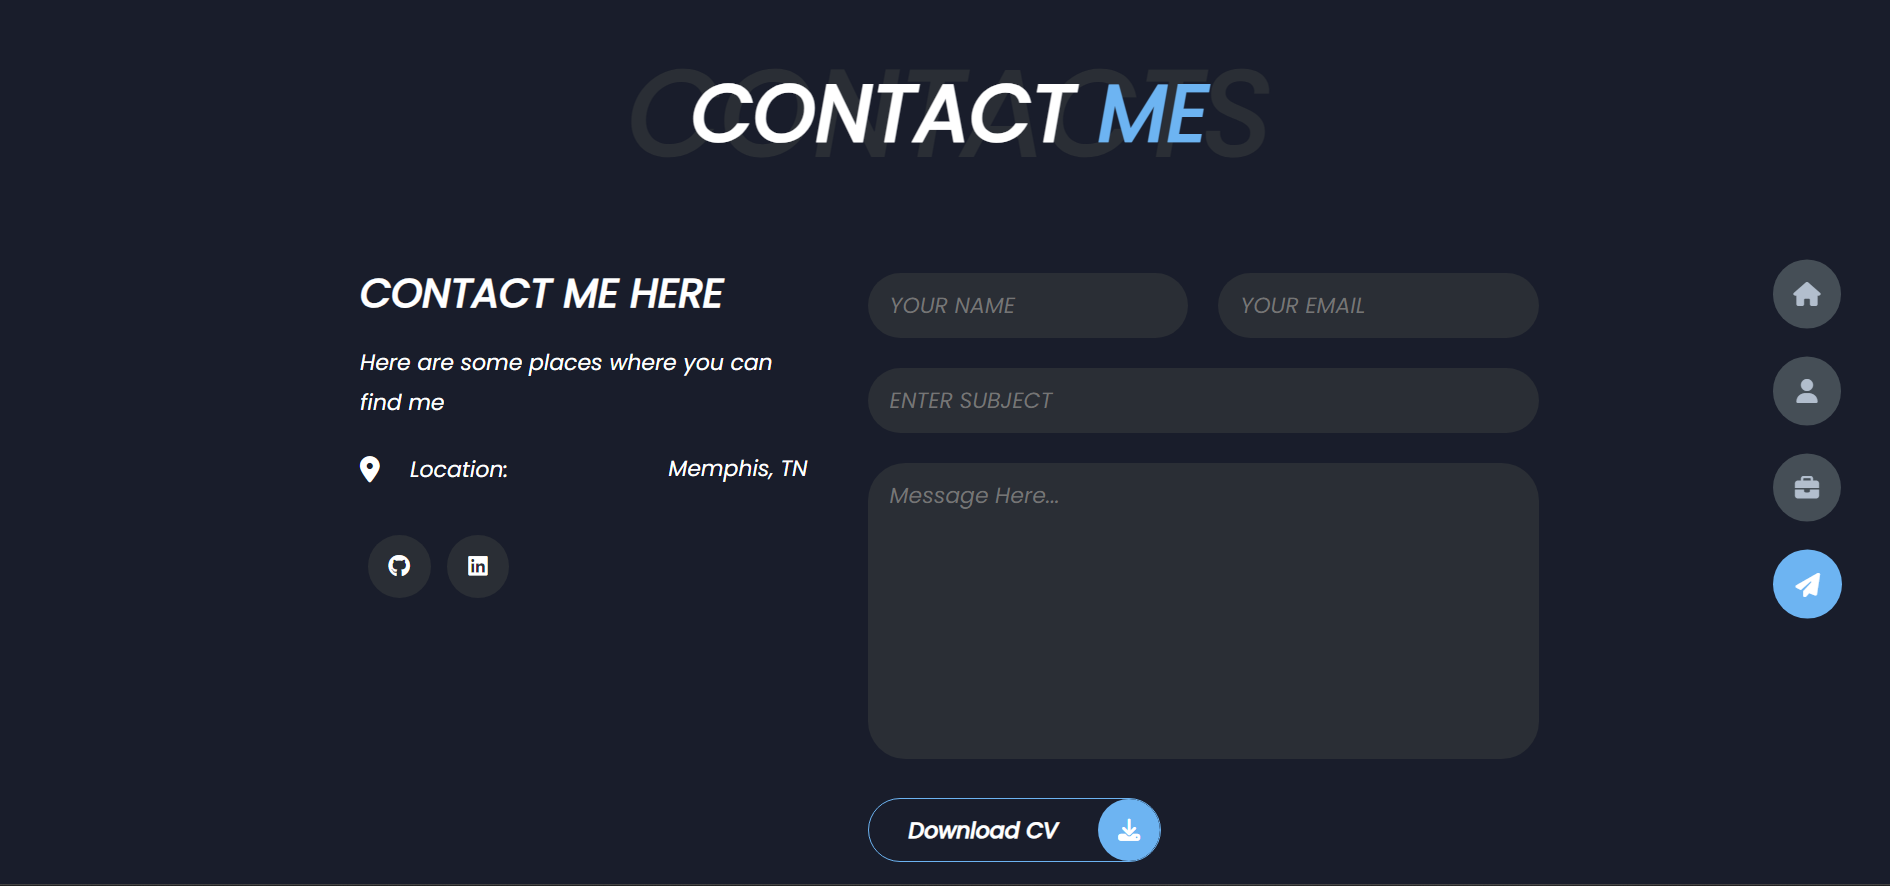 CONTACTS
CONTACT ME
CONTACT ME HERE
Here are some places where you can
find me
Location: Memphis, TN
YOUR NAME
YOUR EMAIL
ENTER SUBJECT
Message Here...
Download CV